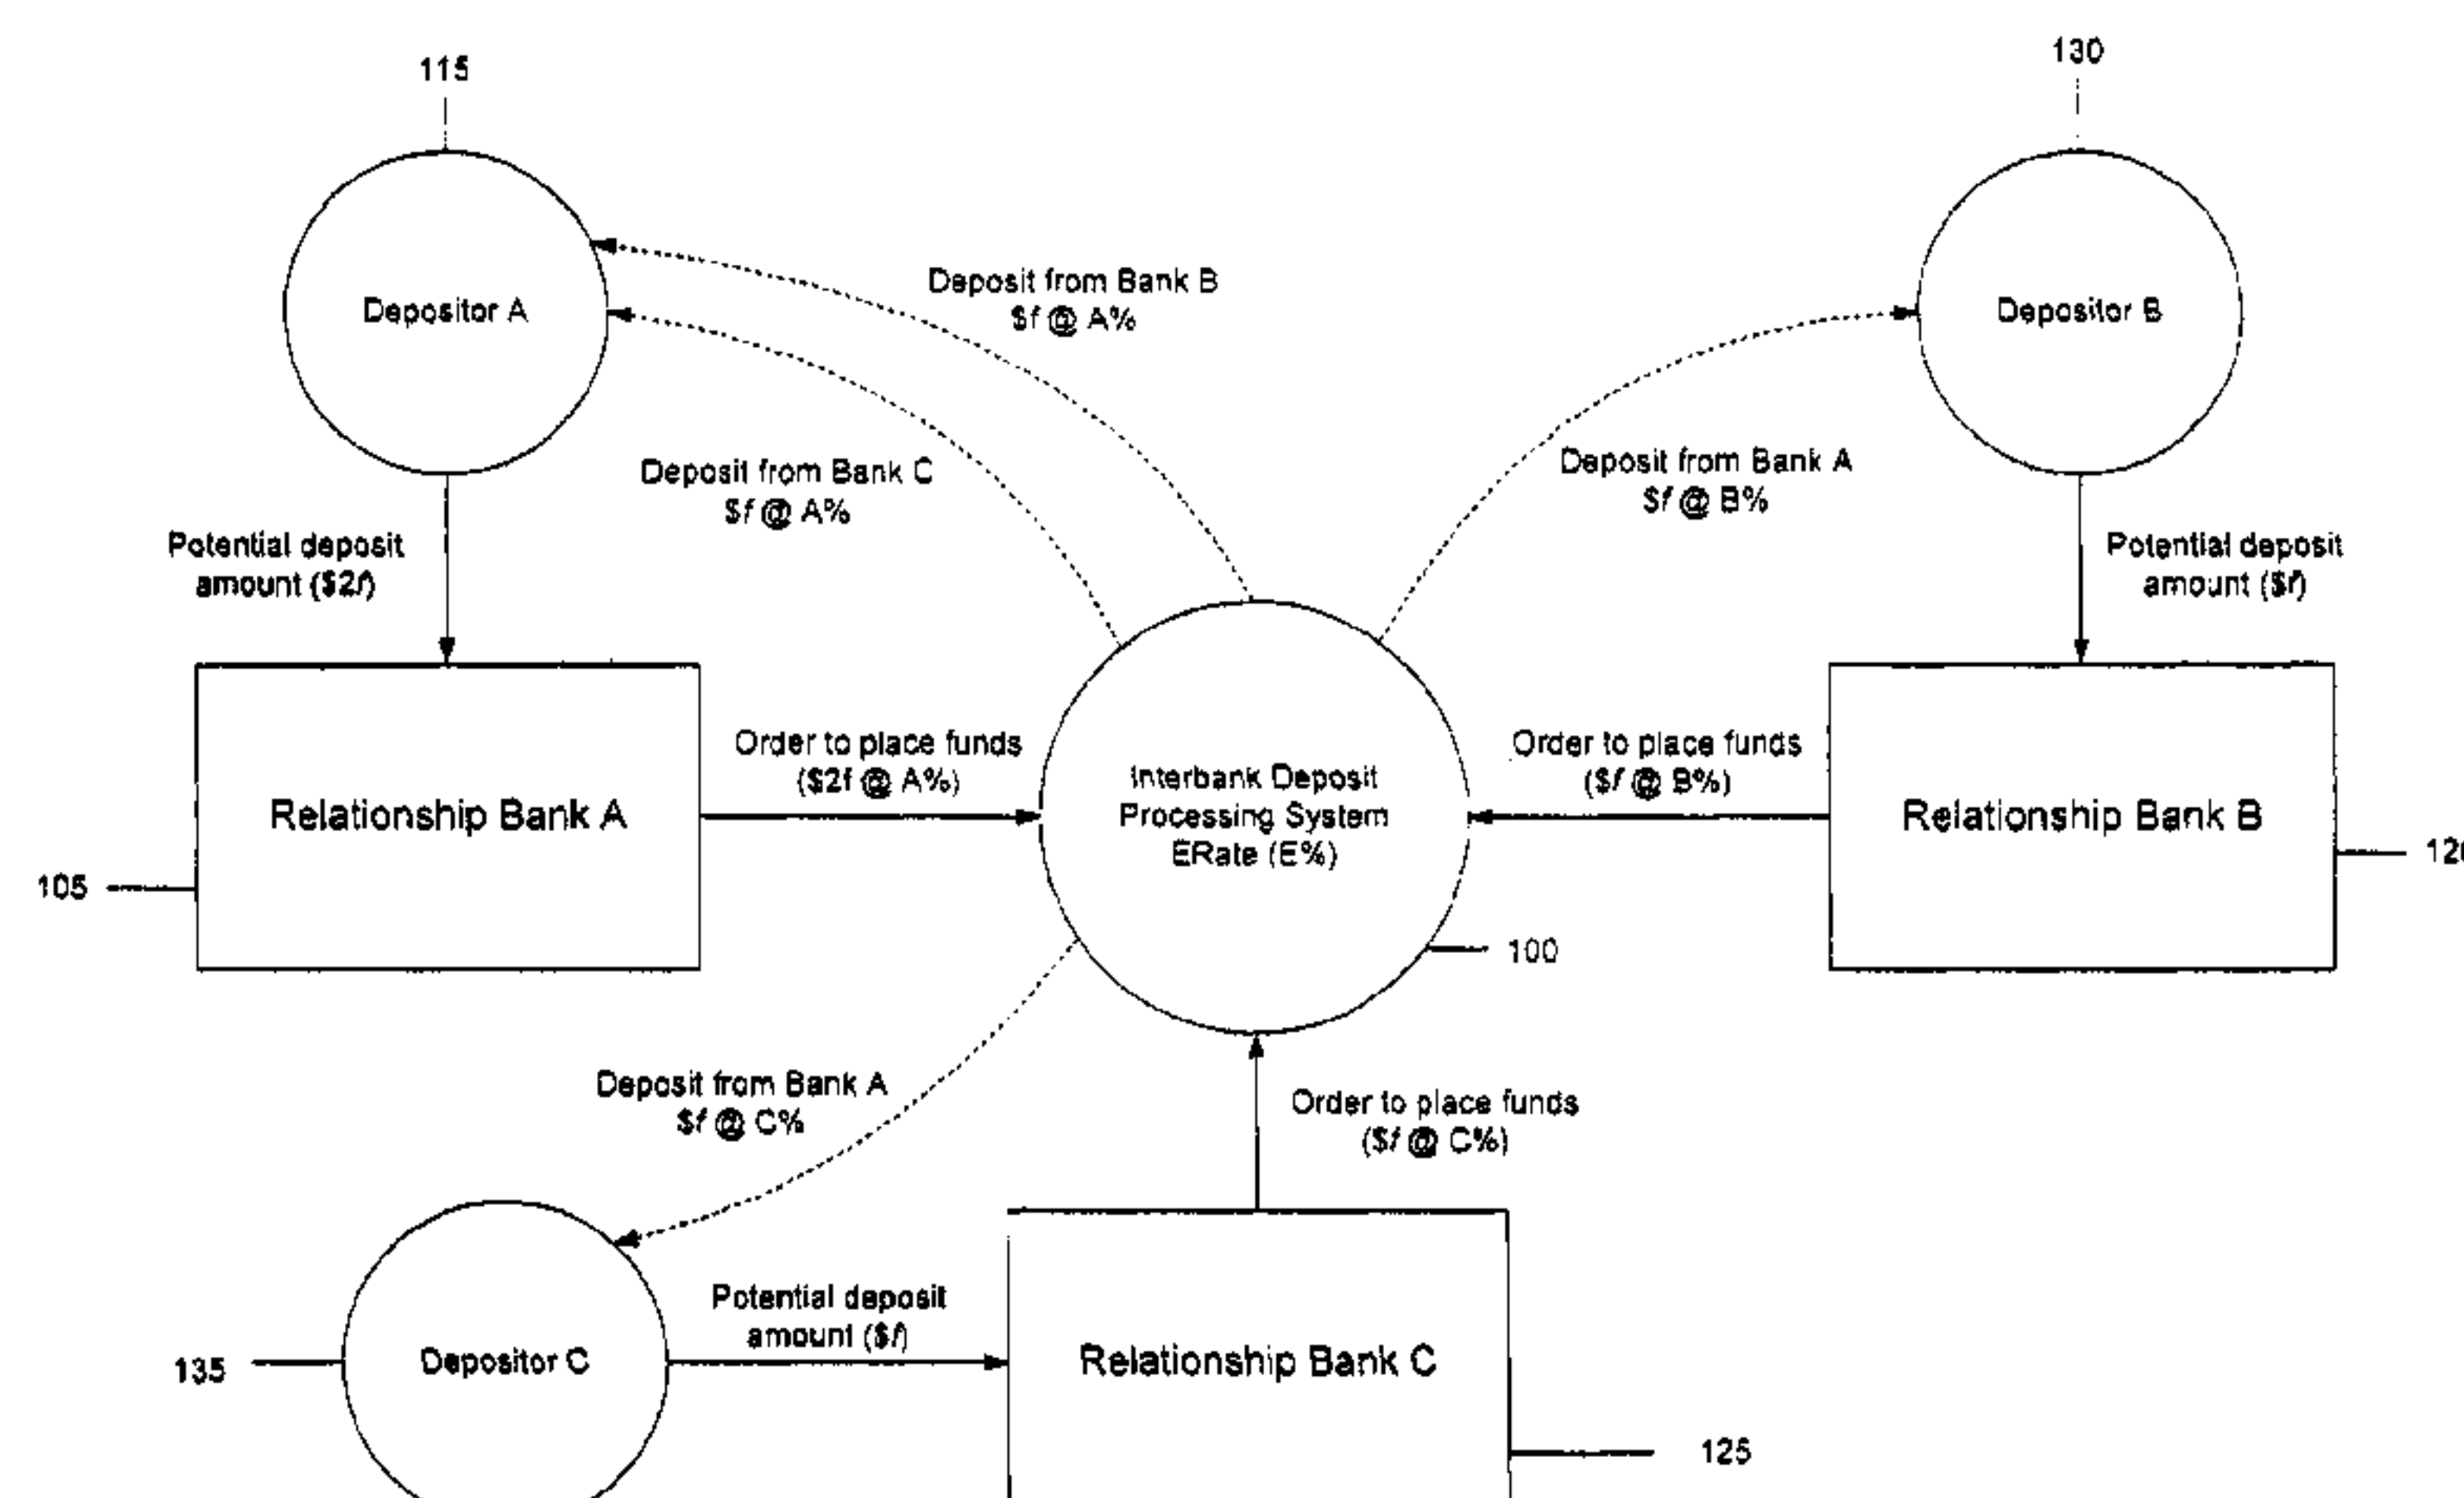 115
130
Depositor A
Depositor B
Deposit from Bank B
$f @ A%
Deposit from Bank C
$f @ A%
Deposit from Bank A
$f @ B%
Potential deposit
amount ($2f)
Potential deposit
amount ($f)
Relationship Bank A
Order to place funds
($2f @ A%)
Interbank Deposit
Processing System
ERate (E%)
Order to place funds
($f @ B%)
Relationship Bank B
105
100
Deposit from Bank A
$f @ C%
Order to place funds
($f @ C%)
Potential deposit
amount ($f)
135
Depositor C
Relationship Bank C
125